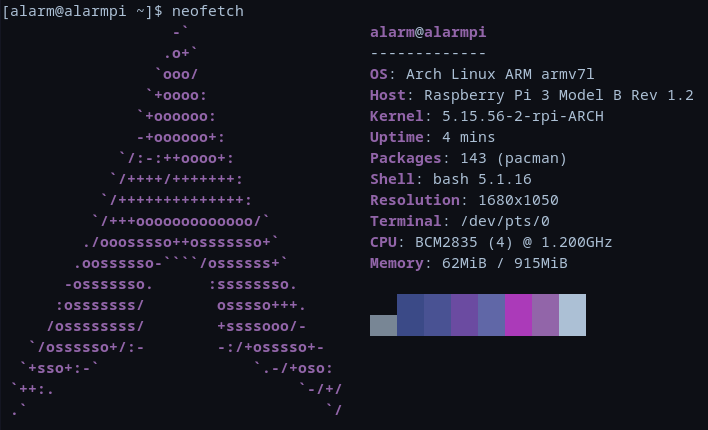 [alarm@alarmpi ~]$ neofetch
                   -`                    alarm@alarmpi
                  .o+`                   -------------
                 `ooo/                   OS: Arch Linux ARM armv7l
                `+oooo:                  Host: Raspberry Pi 3 Model B Rev 1.2
               `+oooooo:                 Kernel: 5.15.56-2-rpi-ARCH
               -+oooooo+:                Uptime: 4 mins
             `/:-:++oooo+:               Packages: 143 (pacman)
            `/++++/+++++++:              Shell: bash 5.1.16
           `/++++++++++++++:             Resolution: 1680x1050
          `/+++ooooooooooooo/`           Terminal: /dev/pts/0
         ./ooosssso++osssssso+`          CPU: BCM2835 (4) @ 1.200GHz
        .oossssso-````/ossssss+`         Memory: 62MiB / 915MiB
       -osssssso.      :ssssssso.
      :osssssss/        osssso+++.
     /ossssssss/        +ssssooo/-
   `/ossssso+/:-        -:/+osssso+-
  `+sso+:-`                 `.-/+oso:
 `++:.                           `-/+/
 .`                                 `/